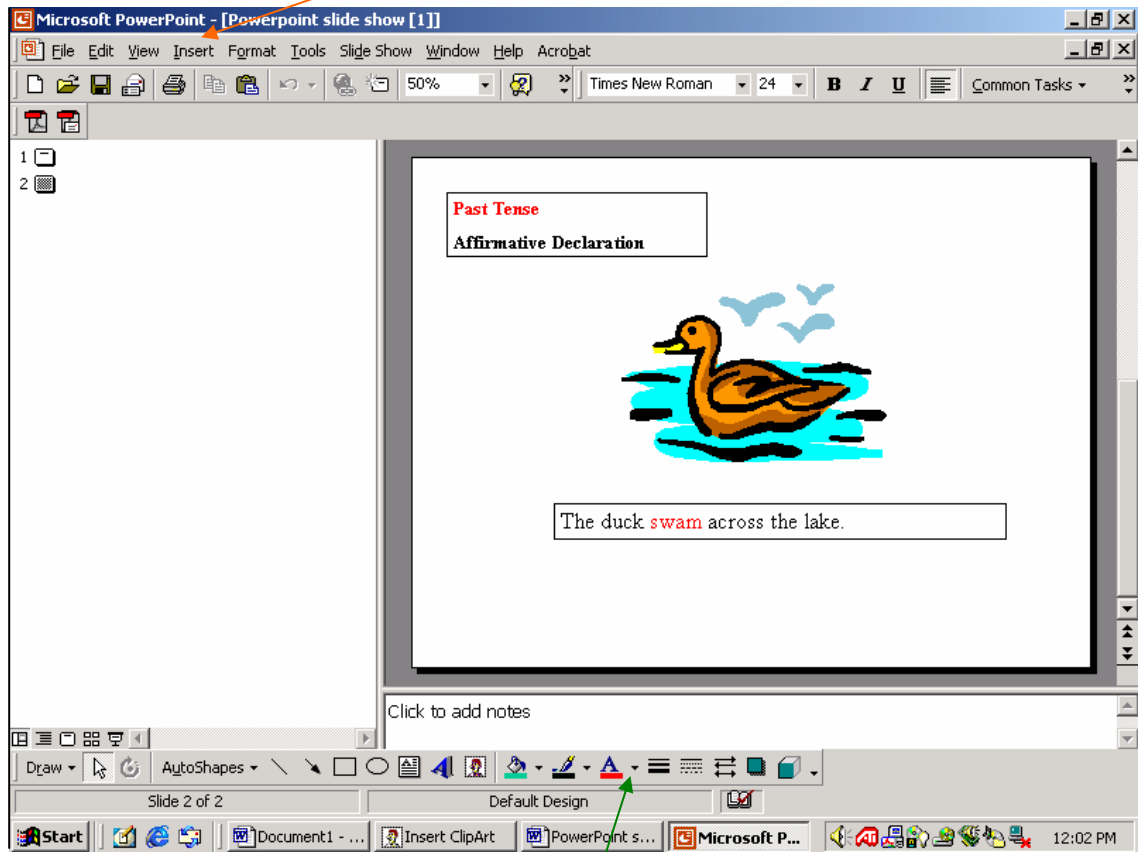 Microsoft PowerPoint - [Powerpoint slide show [1]]
File Edit View Insert Format Tools Slide Show Window Help Acrobat
50% Times New Roman 24 B I U Common Tasks
1
2
Past Tense
Affirmative Declaration
The duck swam across the lake.
Click to add notes
Draw AutoShapes A
Slide 2 of 2 Default Design
Start Document1 - ... Insert ClipArt PowerPoint s... Microsoft P... 12:02 PM